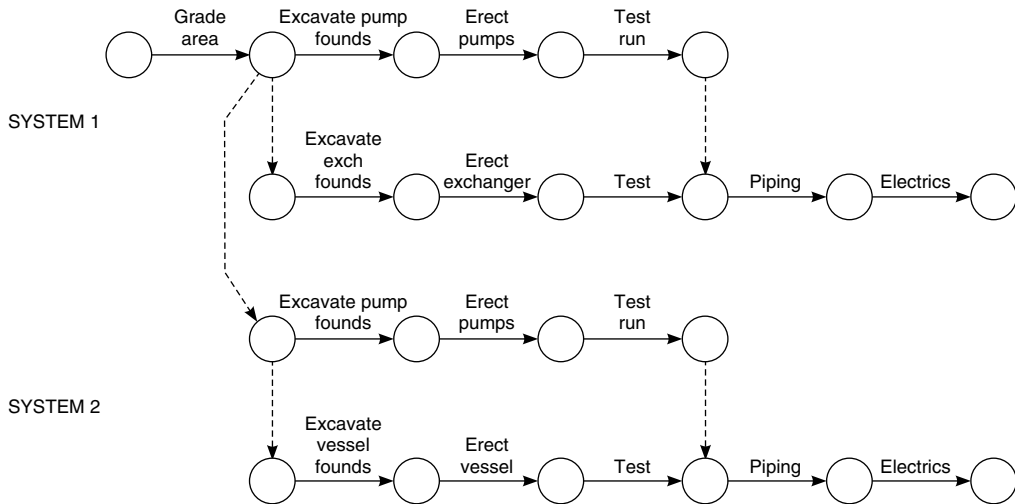 Grade
area
Excavate pump
founds
Erect
pumps
Test
run
SYSTEM 1
Excavate
exch
founds
Erect
exchanger
Test
Piping
Electrics
Excavate pump
founds
Erect
pumps
Test
run
SYSTEM 2
Excavate
vessel
founds
Erect
vessel
Test
Piping
Electrics